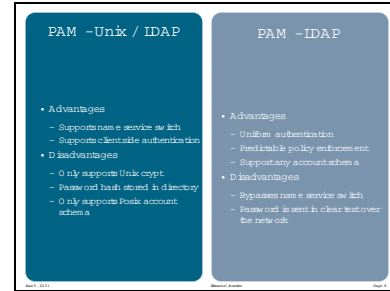 PAM - Unix / LDAP
• Advantages
– Supports name service switch
– Supports client side authentication
• Disadvantages
– Only supports Unix crypt
– Password hash stored in directory
– Only supports Posix account
schema
PAM - LDAP
• Advantages
– Uniform authentication
– Predictable policy enforcement
– Support any account schema
• Disadvantages
– Bypasses name service switch
– Password is sent in clear text over
the network